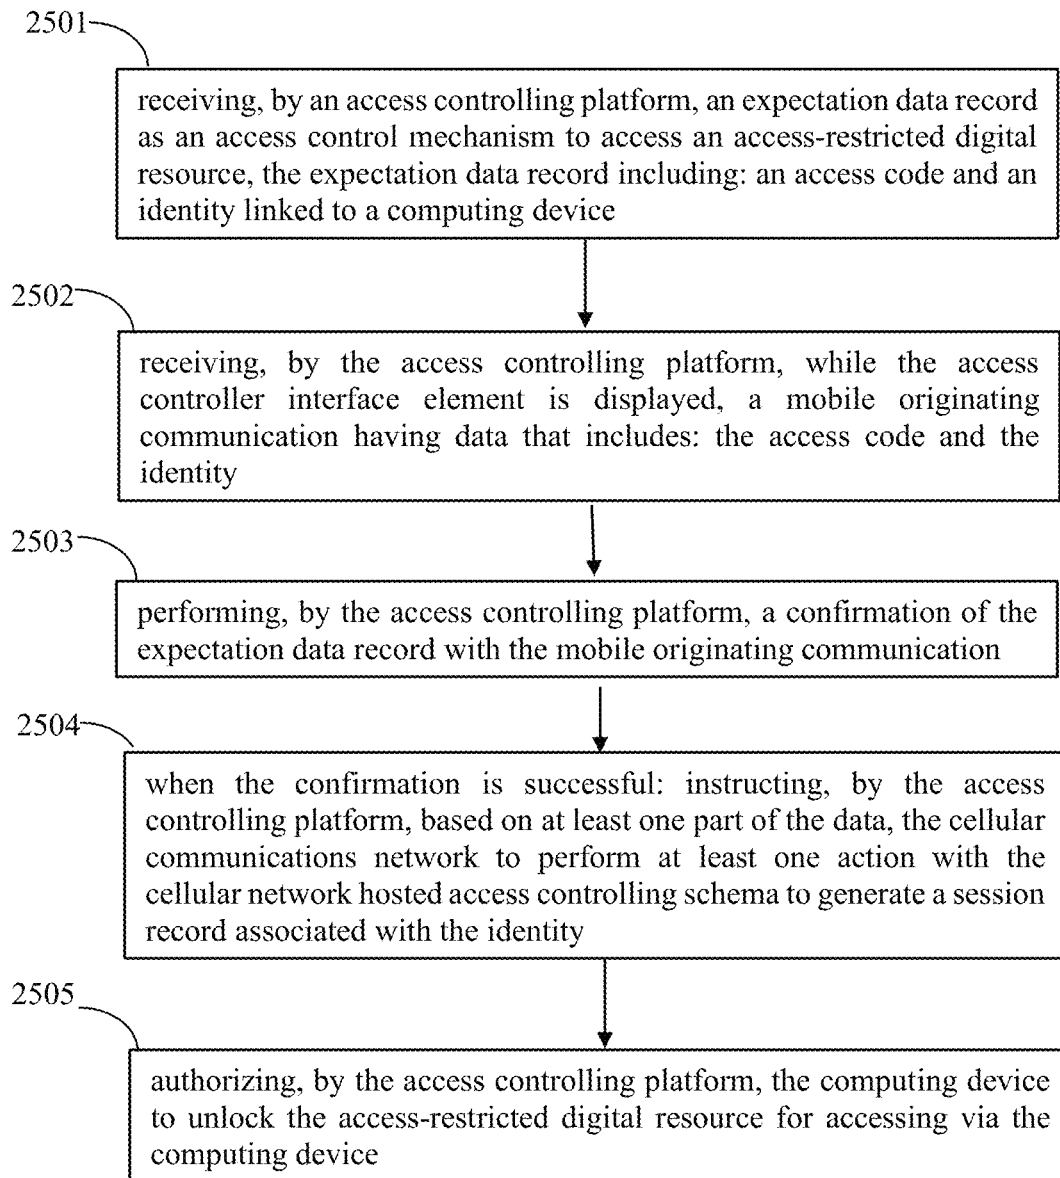 2501
receiving, by an access controlling platform, an expectation data record
as an access control mechanism to access an access-restricted digital
resource, the expectation data record including: an access code and an
identity linked to a computing device
2502
receiving, by the access controlling platform, while the access
controller interface element is displayed, a mobile originating
communication having data that includes: the access code and the
identity
2503
performing, by the access controlling platform, a confirmation of the
expectation data record with the mobile originating communication
2504
when the confirmation is successful: instructing, by the access
controlling platform, based on at least one part of the data, the cellular
communications network to perform at least one action with the
cellular network hosted access controlling schema to generate a session
record associated with the identity
2505
authorizing, by the access controlling platform, the computing device
to unlock the access-restricted digital resource for accessing via the
computing device